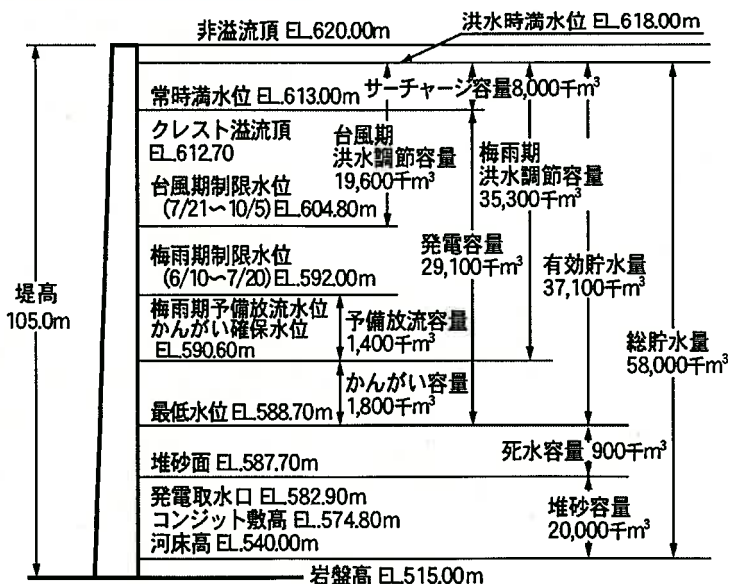 非溢流頂 EL.620.00m
洪水時満水位 EL.618.00m
常時満水位 EL.613.00m
サーチャージ容量8,000千m³
クレスト溢流頂
EL.612.70
台風期
洪水調節容量
19,600千m³
梅雨期
洪水調節容量
35,300千m³
台風期制限水位
(7/21〜10/5)EL.604.80m
発電容量
29,100千m³
有効貯水量
37,100千m³
梅雨期制限水位
(6/10〜7/20)EL.592.00m
堤高
105.0m
梅雨期予備放流水位
かんがい確保水位
EL.590.60m
予備放流容量
1,400千m³
総貯水量
58,000千m³
かんがい容量
1,800千m³
最低水位 EL.588.70m
死水容量 900千m³
堆砂面 EL.587.70m
発電取水口 EL.582.90m
コンジット敷高 EL.574.80m
河床高 EL.540.00m
堆砂容量
20,000千m³
岩盤高 EL.515.00m